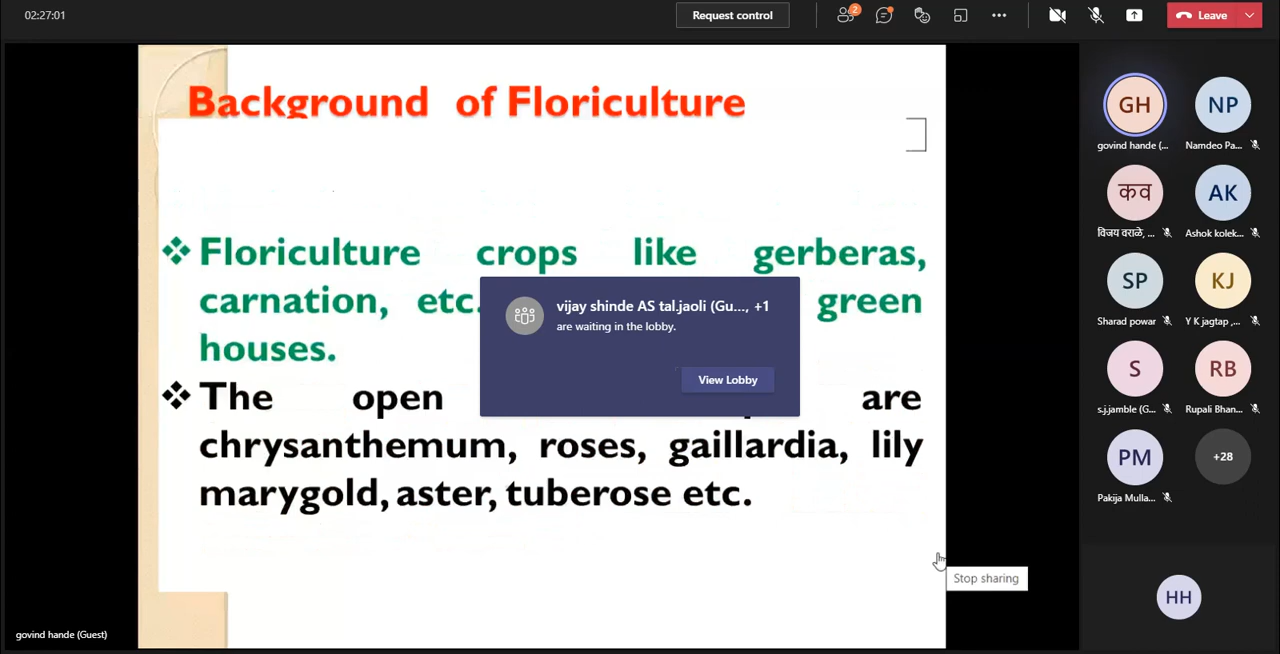 02:27:01
Request control
2
Leave
Background of Floriculture
❖ Floriculture crops like gerberas,
carnation, etc. green
houses.
❖ The open are
chrysanthemum, roses, gaillardia, lily
marygold, aster, tuberose etc.
vijay shinde AS tal.jaoli (Gu..., +1
are waiting in the lobby.
View Lobby
Stop sharing
govind hande (Guest)
GH
NP
govind hande (...
Namdeo Pa...
कव
AK
विजय वराळे, ...
Ashok kolek...
SP
KJ
Sharad powar
Y K jagtap ,...
S
RB
s.j.jamble (G...
Rupali Bhan...
PM
+28
Pakija Mulla...
HH